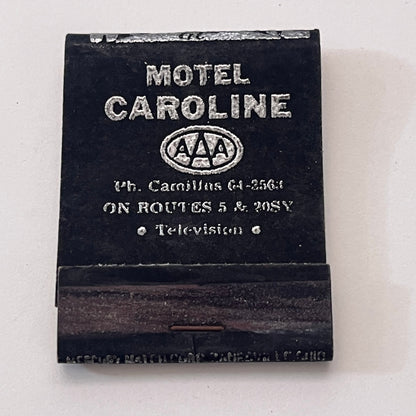 MOTEL
CAROLINE
AAA
Ph. Camillus 64-2563
ON ROUTES 5 & 20SY
• Television •